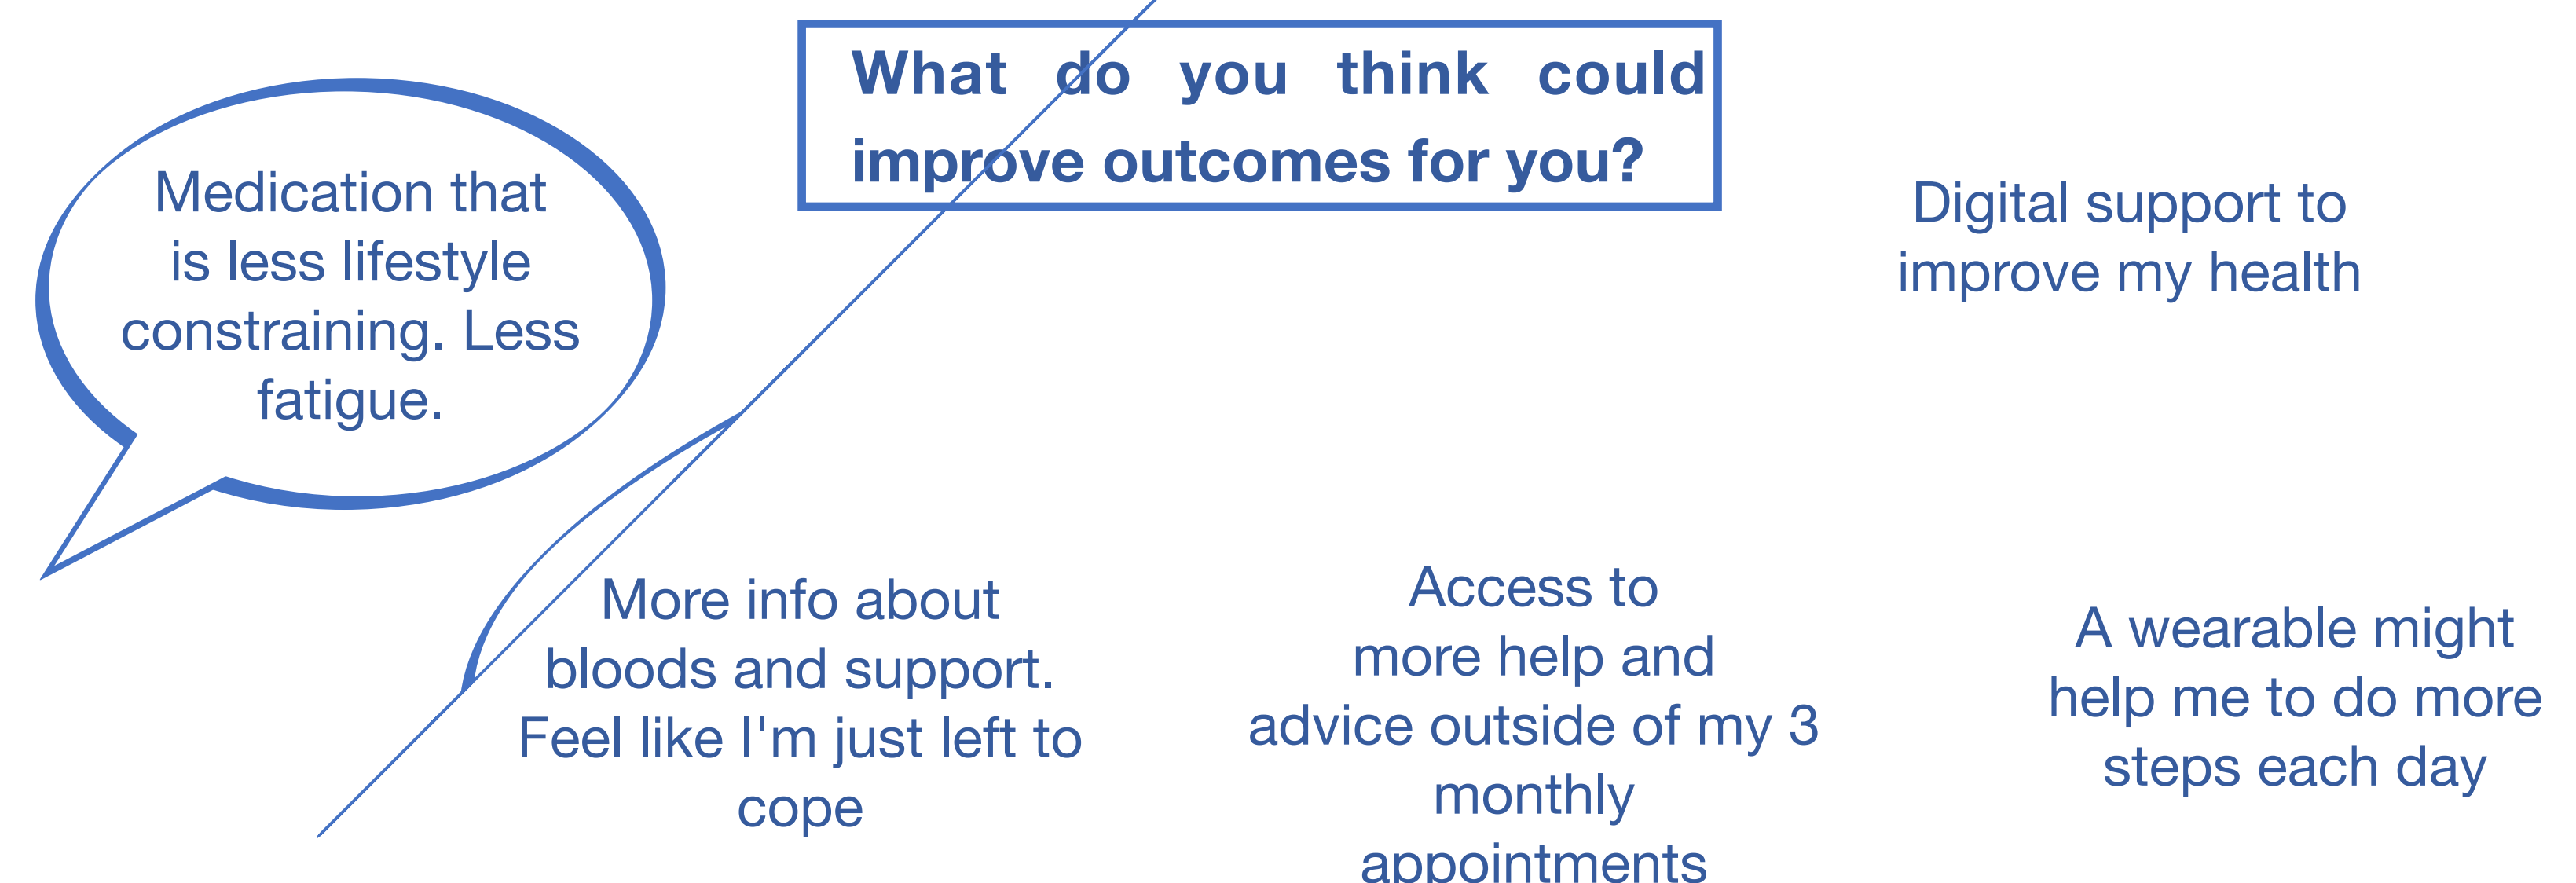 What do you think could
improve outcomes for you?
Medication that
is less lifestyle
constraining. Less
fatigue.
Digital support to
improve my health
More info about
bloods and support.
Feel like I'm just left to
cope
Access to
more help and
advice outside of my 3
monthly
appointments
A wearable might
help me to do more
steps each day